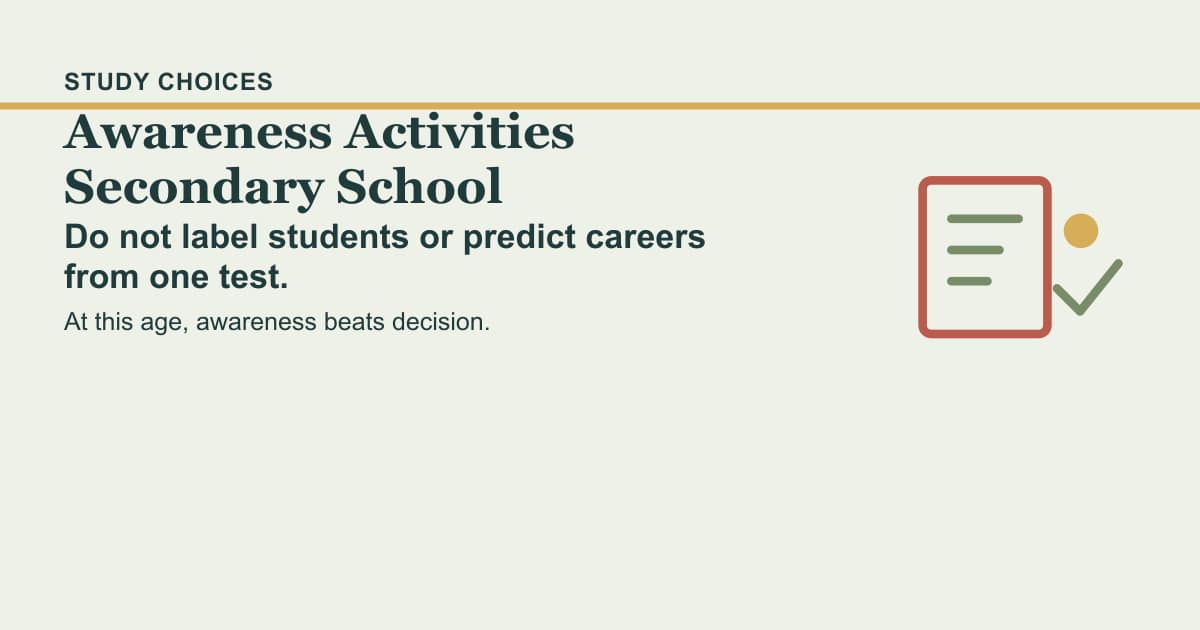 STUDY CHOICES
Awareness Activities
Secondary School
Do not label students or predict careers
from one test.
At this age, awareness beats decision.